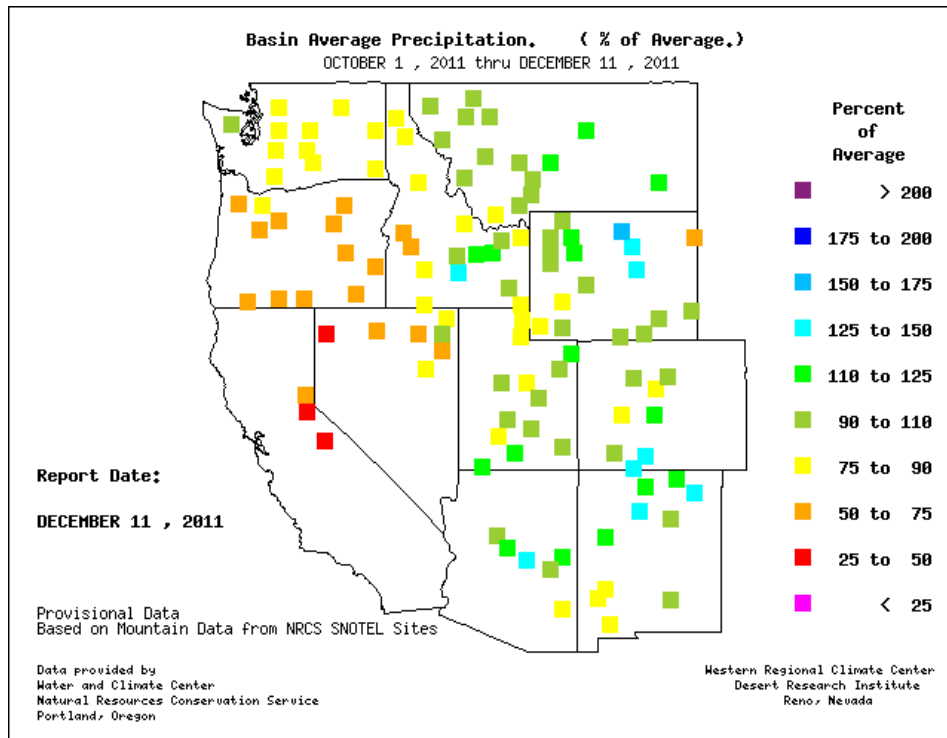 Basin Average Precipitation. ( % of Average.)
OCTOBER 1 , 2011 thru DECEMBER 11 , 2011
Percent
of
Average
> 200
175 to 200
150 to 175
125 to 150
110 to 125
90 to 110
75 to 90
50 to 75
25 to 50
< 25
Report Date:
DECEMBER 11 , 2011
Provisional Data
Based on Mountain Data from NRCS SNOTEL Sites
Data provided by
Water and Climate Center
Natural Resources Conservation Service
Portland, Oregon
Western Regional Climate Center
Desert Research Institute
Reno, Nevada